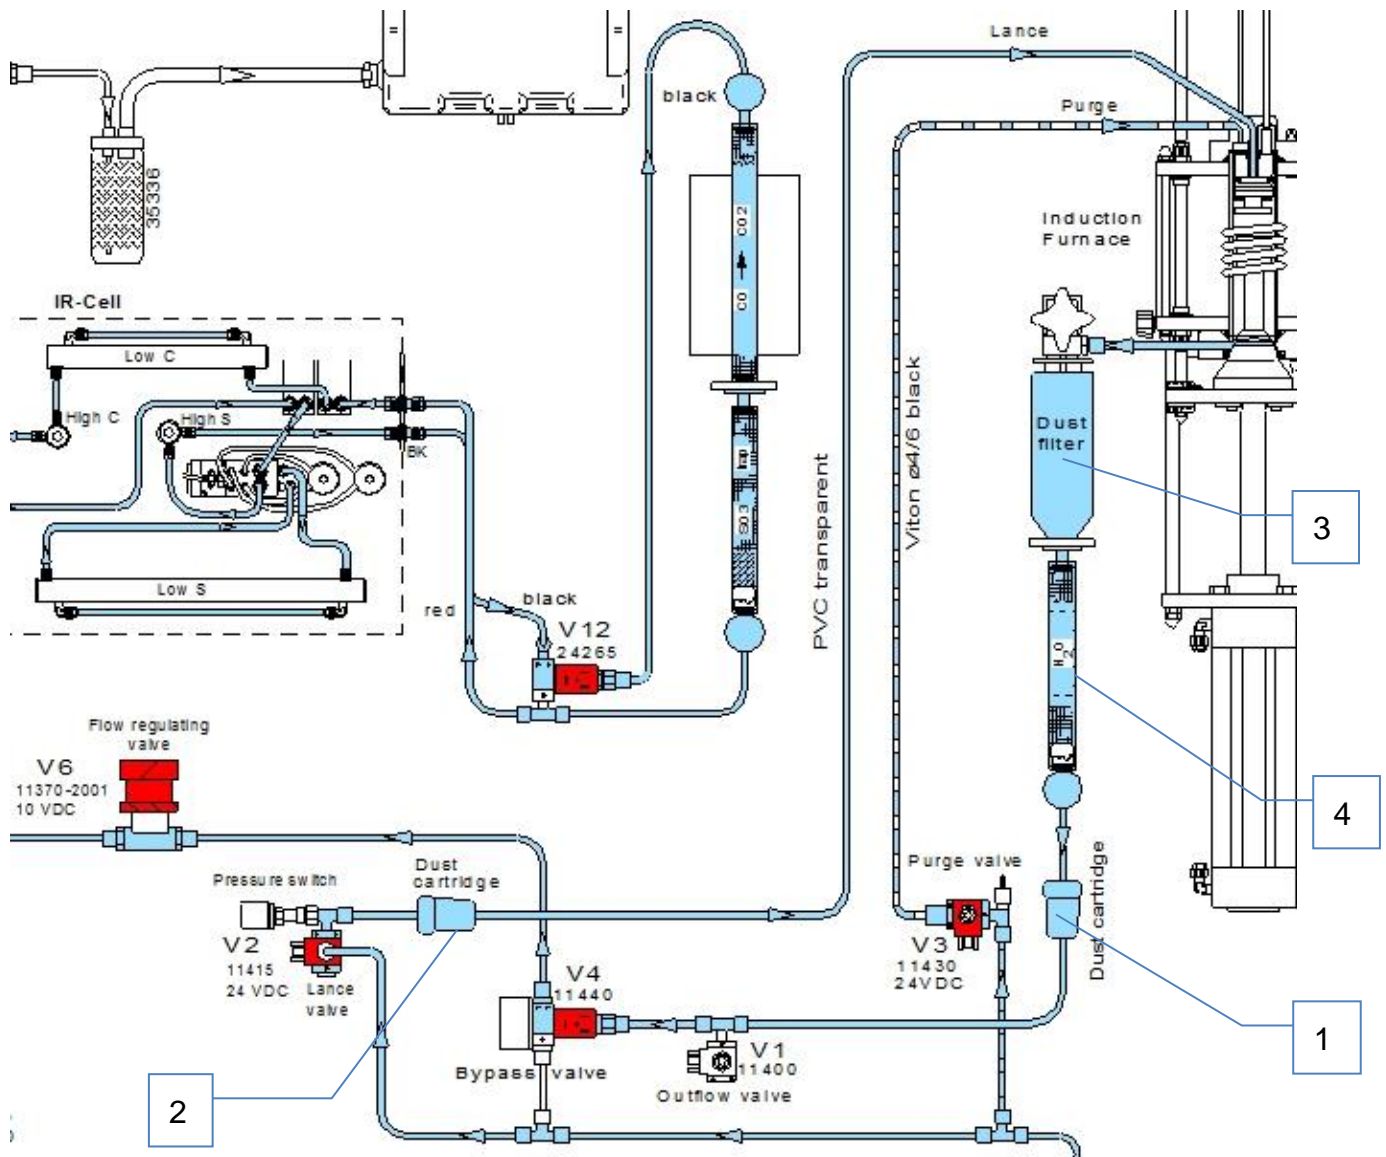 Lance
Purge
black
35336
CO2
CO
Induction
Furnace
IR-Cell
Low C
High C
High S
BK
Low S
Dust
filter
3
Viton ø4/6 black
PVC transparent
SO3
H2O
red
black
V12
24265
4
Flow regulating
valve
V6
11370-2001
10 VDC
Pressure switch
Dust
cartridge
Purge valve
Dust cartridge
V2
11415
24 VDC
Lance
valve
V3
11430
24VDC
V4
11440
1
V1
11400
Bypass valve
Outflow valve
2